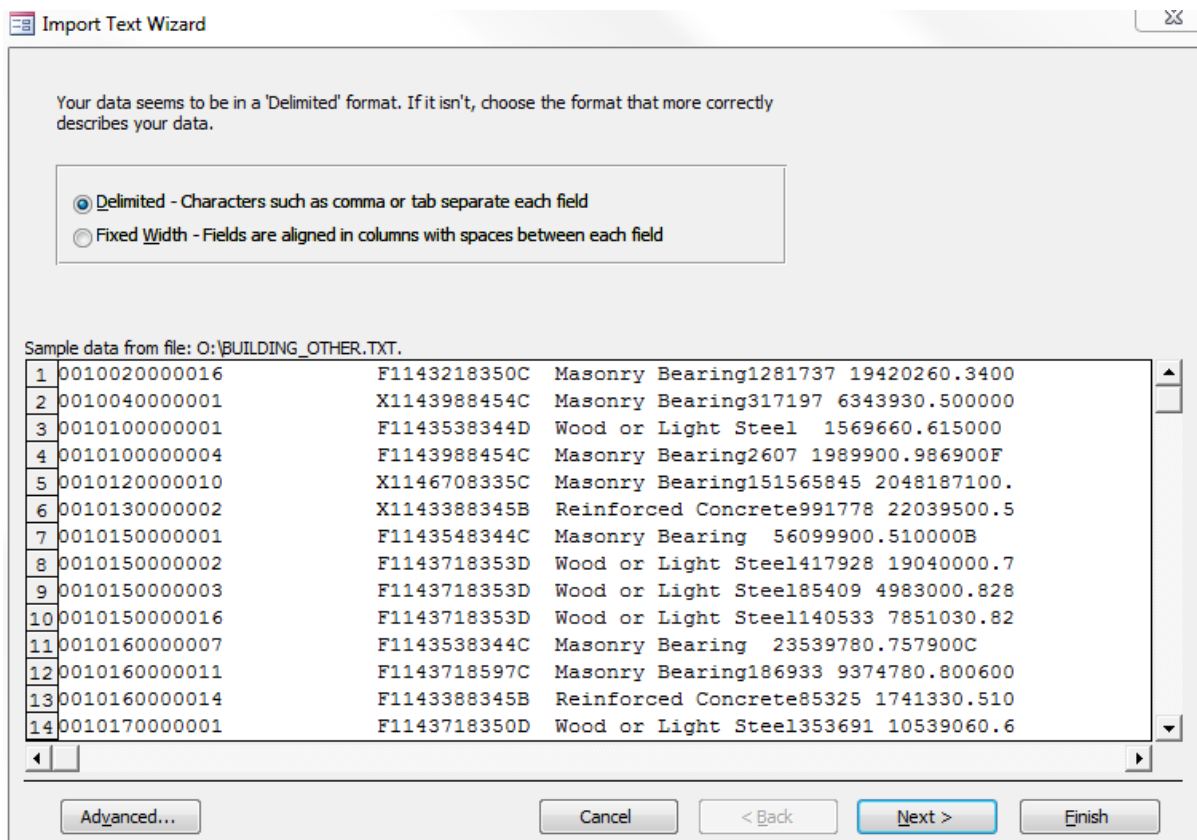 Import Text Wizard
Your data seems to be in a 'Delimited' format. If it isn't, choose the format that more correctly
describes your data.
Delimited - Characters such as comma or tab separate each field
Fixed Width - Fields are aligned in columns with spaces between each field
Sample data from file: O:\BUILDING_OTHER.TXT.
1 0010020000016 F1143218350C Masonry Bearing1281737 19420260.3400
2 0010040000001 X1143988454C Masonry Bearing317197 6343930.500000
3 0010100000001 F1143538344D Wood or Light Steel 1569660.615000
4 0010100000004 F1143988454C Masonry Bearing2607 1989900.986900F
5 0010120000010 X1146708335C Masonry Bearing151565845 2048187100.
6 0010130000002 X1143388345B Reinforced Concrete991778 22039500.5
7 0010150000001 F1143548344C Masonry Bearing 56099900.510000B
8 0010150000002 F1143718353D Wood or Light Steel417928 19040000.7
9 0010150000003 F1143718353D Wood or Light Steel85409 4983000.828
10 0010150000016 F1143718353D Wood or Light Steel140533 7851030.82
11 0010160000007 F1143538344C Masonry Bearing 23539780.757900C
12 0010160000011 F1143718597C Masonry Bearing186933 9374780.800600
13 0010160000014 F1143388345B Reinforced Concrete85325 1741330.510
14 0010170000001 F1143718350D Wood or Light Steel353691 10539060.6
Advanced... Cancel < Back Next > Finish